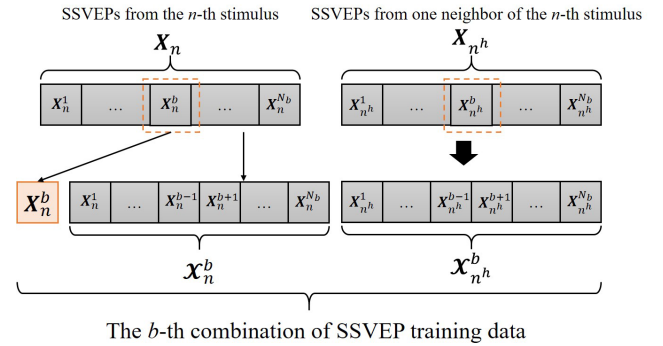 SSVEPs from the n-th stimulus
SSVEPs from one neighbor of the n-th stimulus
X_n
X_{n^h}
X_n^1 ... X_n^b ... X_n^{N_b}
X_{n^h}^1 ... X_{n^h}^b ... X_{n^h}^{N_b}
X_n^b
X_n^1 ... X_n^{b-1} X_n^{b+1} ... X_n^{N_b}
X_{n^h}^1 ... X_{n^h}^{b-1} X_{n^h}^{b+1} ... X_{n^h}^{N_b}
𝓧_n^b
𝓧_{n^h}^b
The b-th combination of SSVEP training data